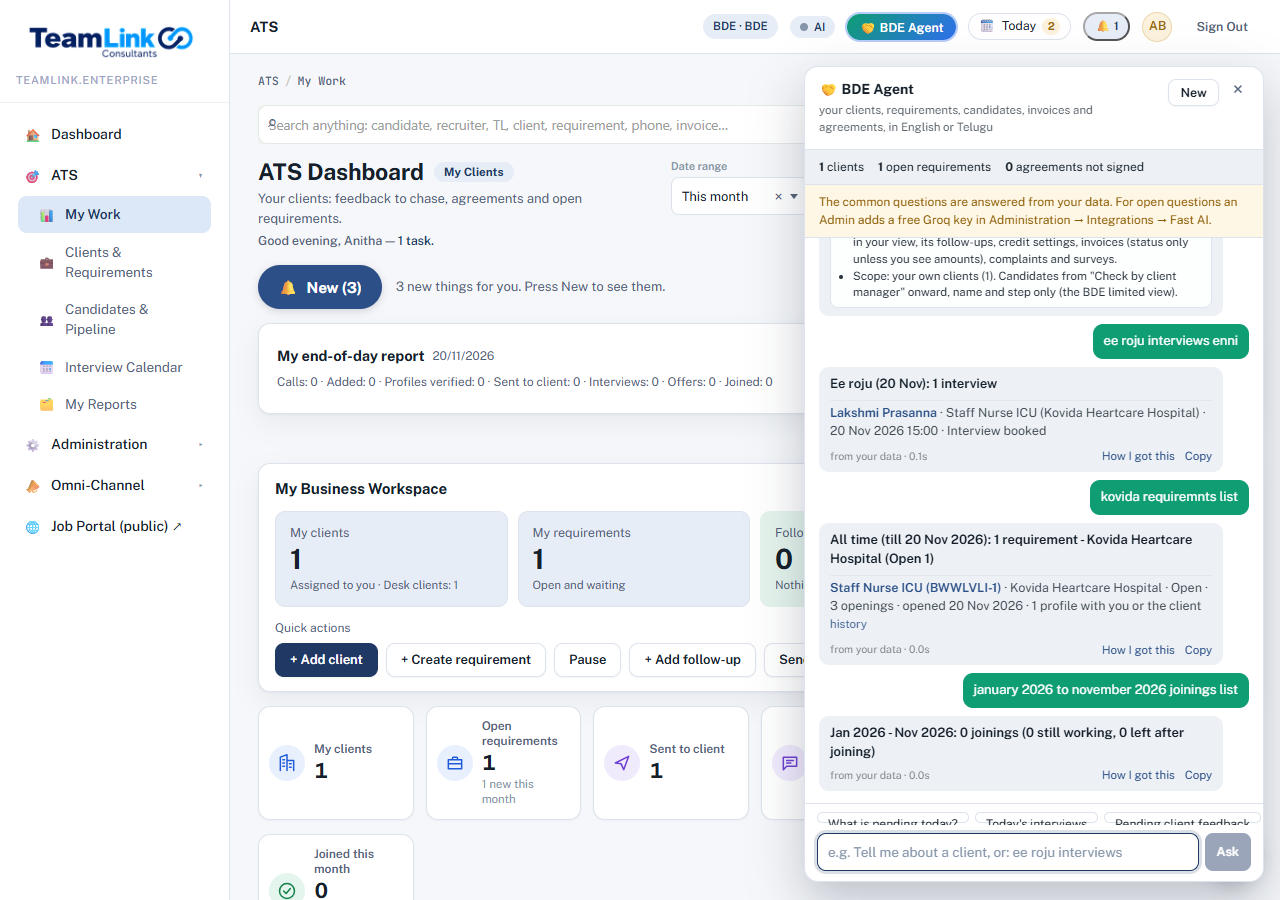 TeamLink
Consultants
TEAMLINK.ENTERPRISE
Dashboard
ATS
My Work
Clients &
Requirements
Candidates &
Pipeline
Interview Calendar
My Reports
Administration
Omni-Channel
Job Portal (public) ↗
ATS
BDE · BDE
AI
BDE Agent
Today 2
1
AB
Sign Out
ATS / My Work
Search anything: candidate, recruiter, TL, client, requirement, phone, invoice...
ATS Dashboard My Clients
Your clients: feedback to chase, agreements and open
requirements.
Good evening, Anitha — 1 task.
Date range
This month ×
New (3)
3 new things for you. Press New to see them.
My end-of-day report 20/11/2026
Calls: 0 · Added: 0 · Profiles verified: 0 · Sent to client: 0 · Interviews: 0 · Offers: 0 · Joined: 0
My Business Workspace
My clients
1
Assigned to you · Desk clients: 1
My requirements
1
Open and waiting
0
Quick actions
+ Add client
+ Create requirement
Pause
+ Add follow-up
My clients
1
Open
requirements
1
1 new this
month
Sent to client
1
Joined this
month
0
BDE Agent
your clients, requirements, candidates, invoices and
agreements, in English or Telugu
New
×
1 clients 1 open requirements 0 agreements not signed
The common questions are answered from your data. For open questions an
Admin adds a free Groq key in Administration → Integrations → Fast AI.
in your view, its follow-ups, credit settings, invoices (status only
unless you see amounts), complaints and surveys.
• Scope: your own clients (1). Candidates from "Check by client
manager" onward, name and step only (the BDE limited view).
ee roju interviews enni
Ee roju (20 Nov): 1 interview
Lakshmi Prasanna · Staff Nurse ICU (Kovida Heartcare Hospital) ·
20 Nov 2026 15:00 · Interview booked
from your data · 0.1s How I got this Copy
kovida requiremnts list
All time (till 20 Nov 2026): 1 requirement - Kovida Heartcare
Hospital (Open 1)
Staff Nurse ICU (BWWLVLI-1) · Kovida Heartcare Hospital · Open ·
3 openings · opened 20 Nov 2026 · 1 profile with you or the client
history
from your data · 0.0s How I got this Copy
january 2026 to november 2026 joinings list
Jan 2026 - Nov 2026: 0 joinings (0 still working, 0 left after
joining)
from your data · 0.0s How I got this Copy
What is pending today? Today's interviews Pending client feedback
e.g. Tell me about a client, or: ee roju interviews
Ask